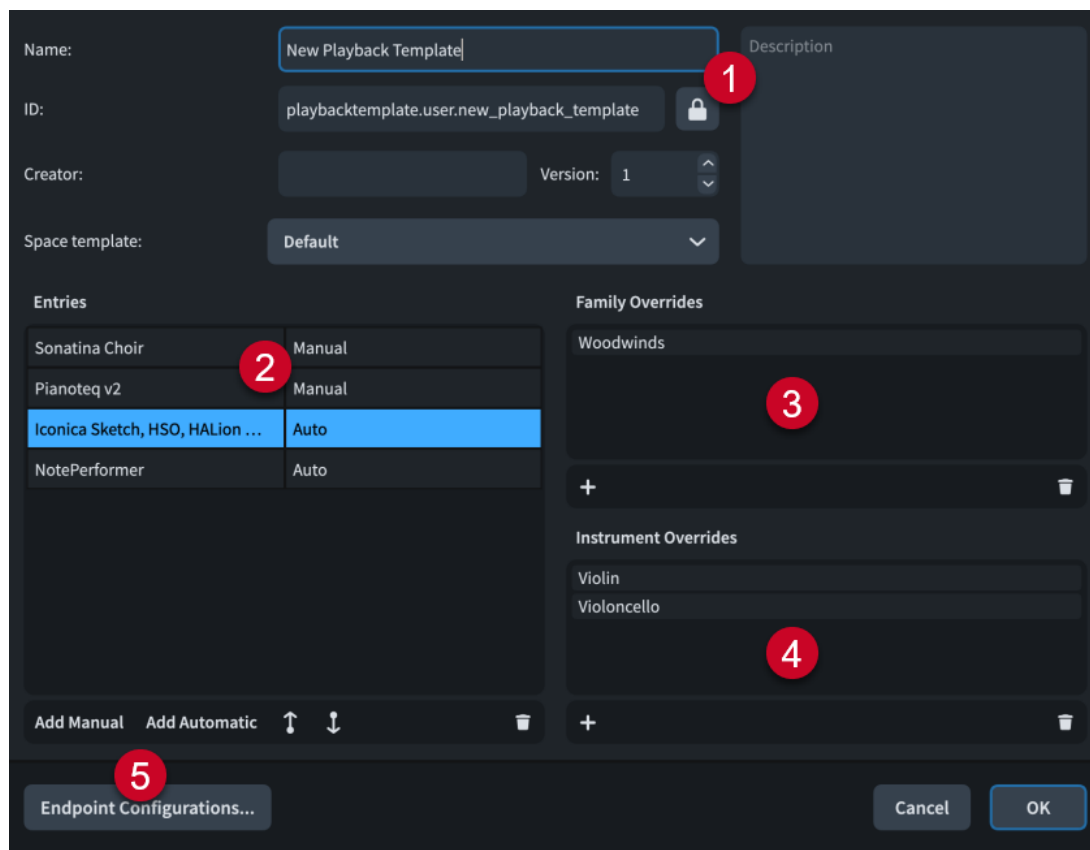 Name:
New Playback Template
Description
1
ID:
playbacktemplate.user.new_playback_template
Creator:
Version:
1
Space template:
Default
Entries
Sonatina Choir
Manual
2
Pianoteq v2
Manual
Iconica Sketch, HSO, HALion ...
Auto
NotePerformer
Auto
Add Manual
Add Automatic
Family Overrides
Woodwinds
3
+
Instrument Overrides
Violin
Violoncello
4
+
5
Endpoint Configurations...
Cancel
OK